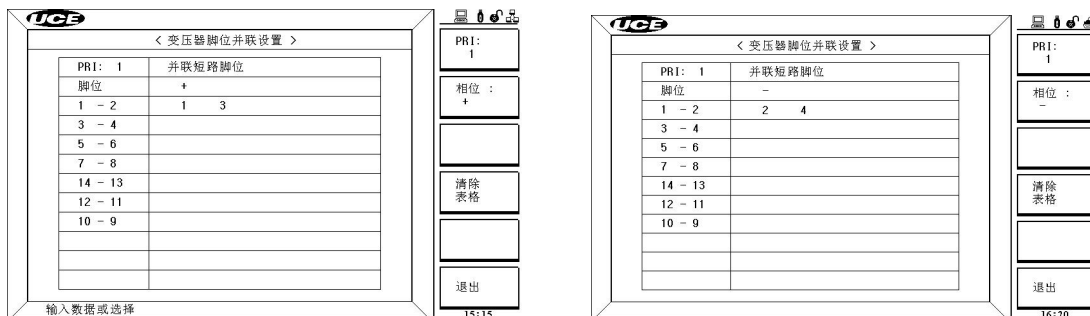 UCE
< 变压器脚位并联设置 >
PRI: 1 并联短路脚位
脚位 +
1 - 2 1 3
3 - 4
5 - 6
7 - 8
14 - 13
12 - 11
10 - 9
输入数据或选择
PRI:
1
相位 :
+
清除
表格
退出
15:15
UCE
< 变压器脚位并联设置 >
PRI: 1 并联短路脚位
脚位 -
1 - 2 2 4
3 - 4
5 - 6
7 - 8
14 - 13
12 - 11
10 - 9
PRI:
1
相位 :
-
清除
表格
退出
16:20